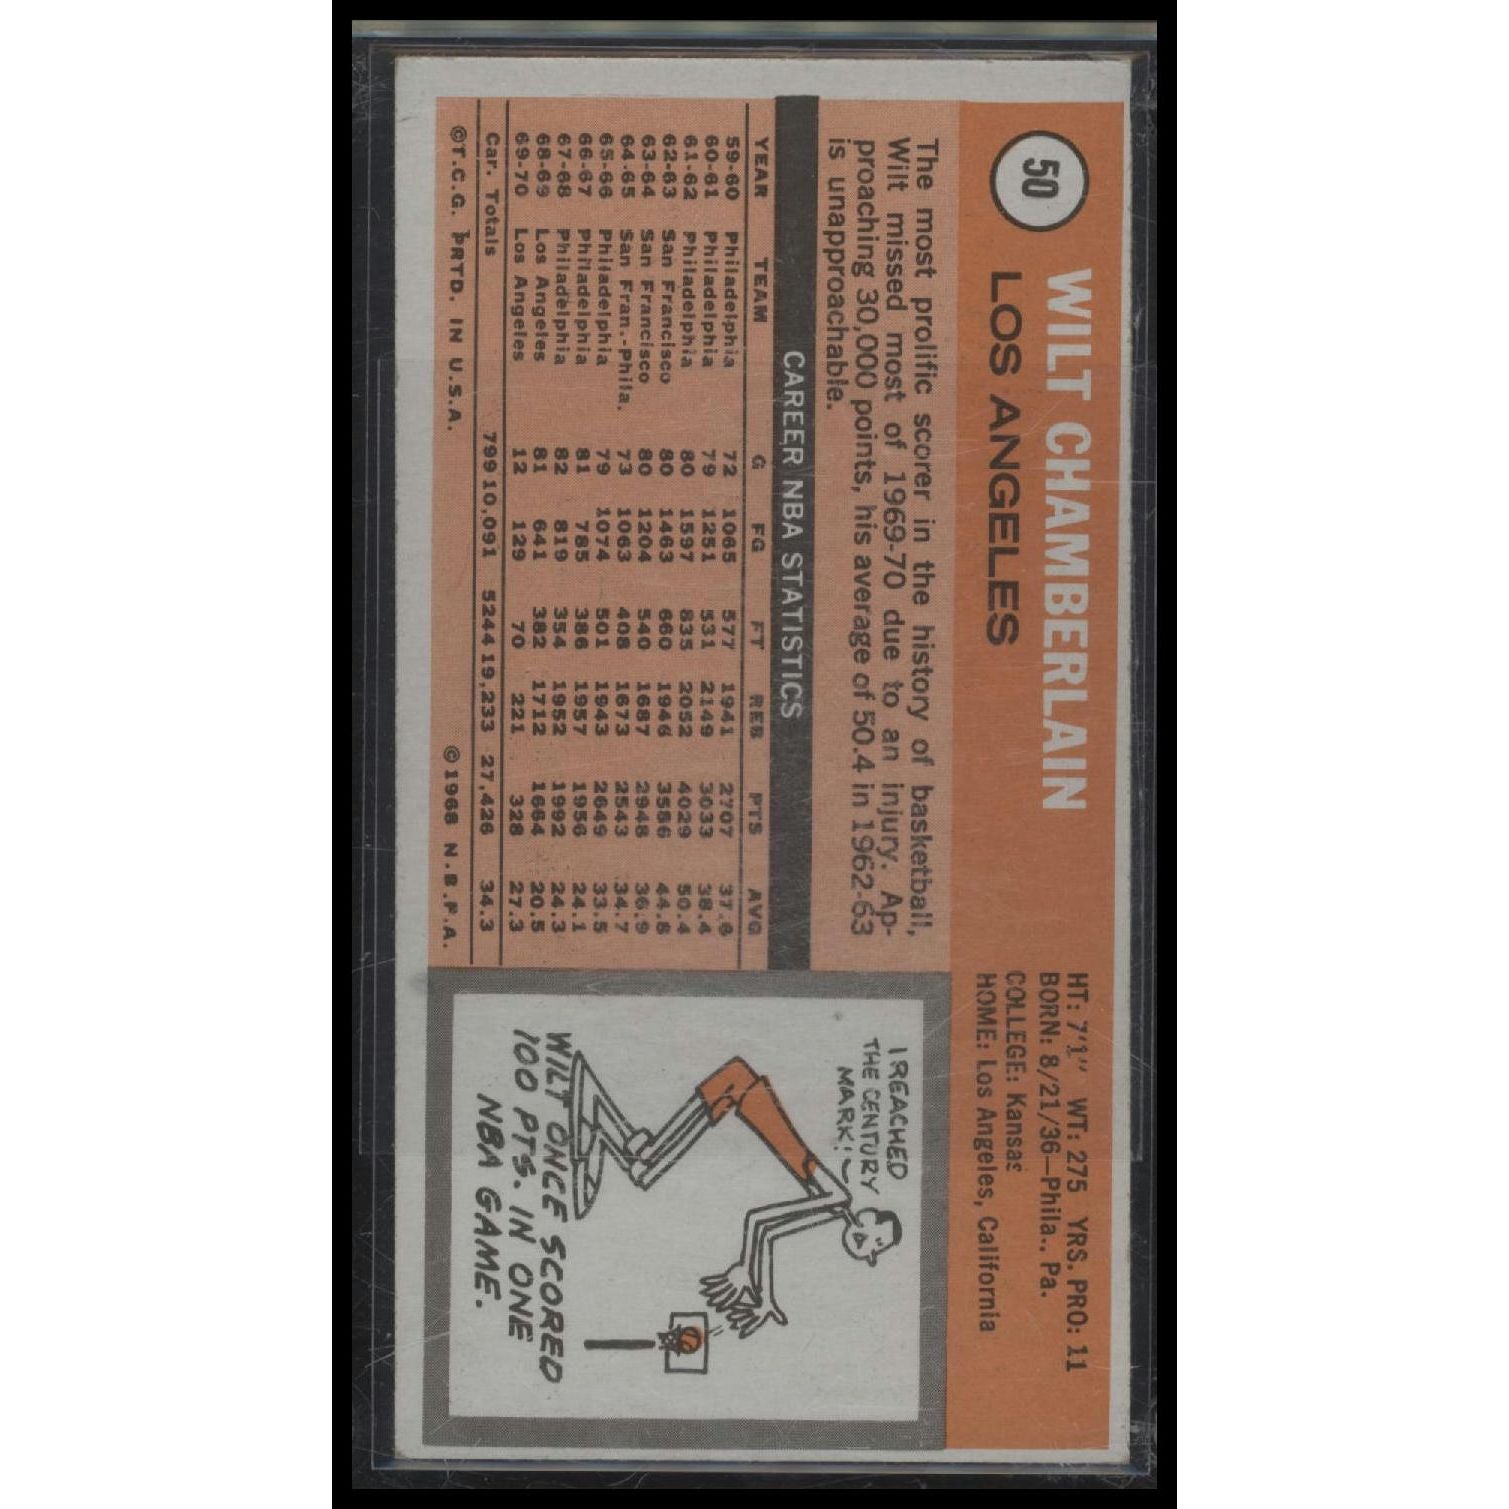 50
WILT CHAMBERLAIN
LOS ANGELES
HT: 7'1" WT: 275 YRS. PRO: 11
BORN: 8/21/36—Phila., Pa.
COLLEGE: Kansas
HOME: Los Angeles, California
The most prolific scorer in the history of basketball,
Wilt missed most of 1969-70 due to an injury. Ap-
proaching 30,000 points, his average of 50.4 in 1962-63
is unapproachable.
CAREER NBA STATISTICS
YEAR TEAM G FG FT REB PTS AVG
59-60 Philadelphia 72 1065 577 1941 2707 37.6
60-61 Philadelphia 79 1251 531 2149 3033 38.4
61-62 Philadelphia 80 1597 835 2052 4029 50.4
62-63 San Francisco 80 1463 660 1946 3586 44.8
63-64 San Francisco 80 1204 540 1687 2948 36.9
64-65 San Fran.-Phila. 73 1063 408 1673 2543 34.7
65-66 Philadelphia 79 1074 501 1943 2649 33.5
66-67 Philadelphia 81 785 386 1957 1956 24.1
67-68 Philadelphia 82 819 354 1952 1992 24.3
68-69 Los Angeles 81 641 382 1712 1664 20.5
69-70 Los Angeles 12 129 70 221 328 27.3
Car. Totals 799 10,091 5244 19,233 27,426 34.3
©T.C.G. PRTD. IN U.S.A. ©1968 N.B.P.A.
I REACHED
THE CENTURY
MARK!
WILT ONCE SCORED
100 PTS. IN ONE
NBA GAME.